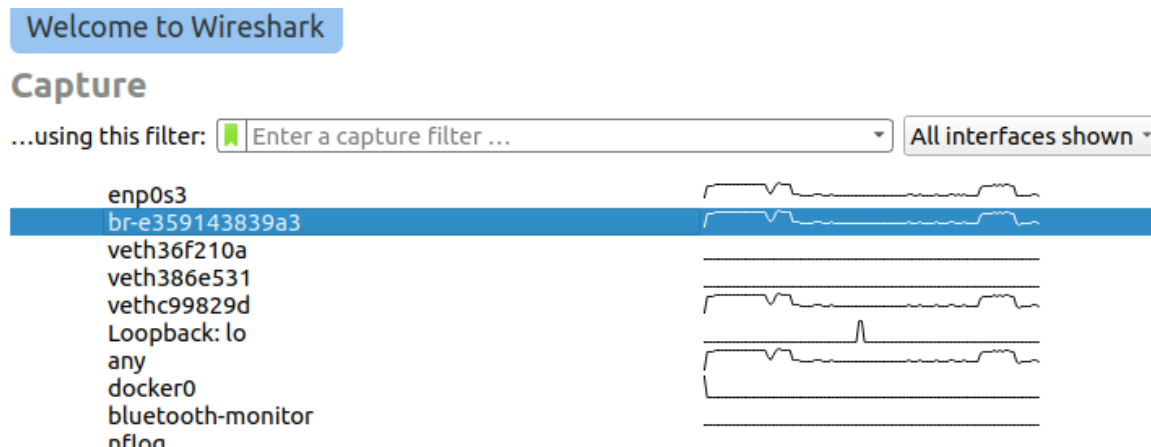 Welcome to Wireshark
Capture
...using this filter: Enter a capture filter ... All interfaces shown
enp0s3
br-e359143839a3
veth36f210a
veth386e531
vethc99829d
Loopback: lo
any
docker0
bluetooth-monitor
nflog